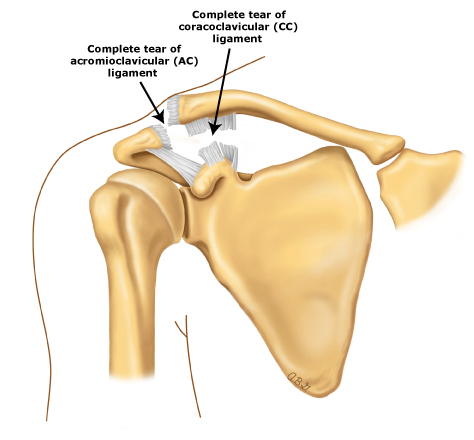 Complete tear of
coracoclavicular (CC)
ligament
Complete tear of
acromioclavicular (AC)
ligament